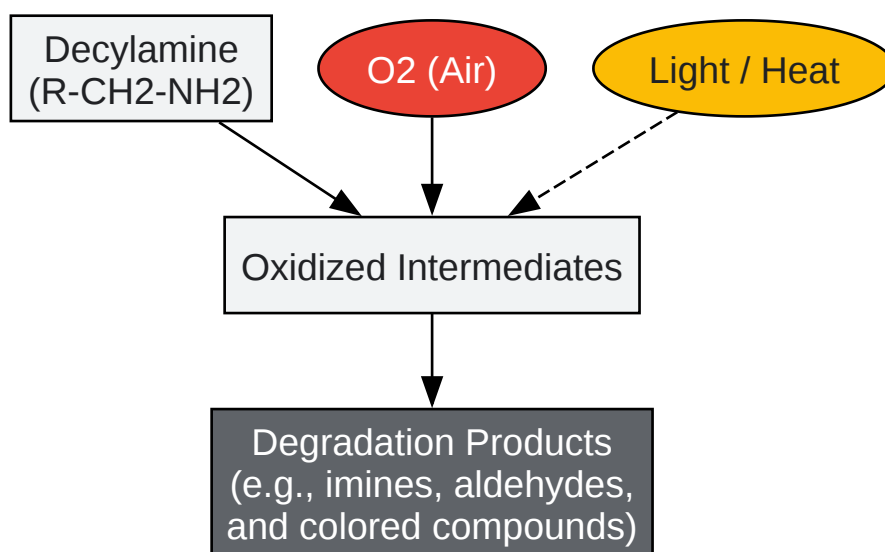 Decylamine
(R-CH2-NH2)
O2 (Air)
Light / Heat
Oxidized Intermediates
Degradation Products
(e.g., imines, aldehydes,
and colored compounds)